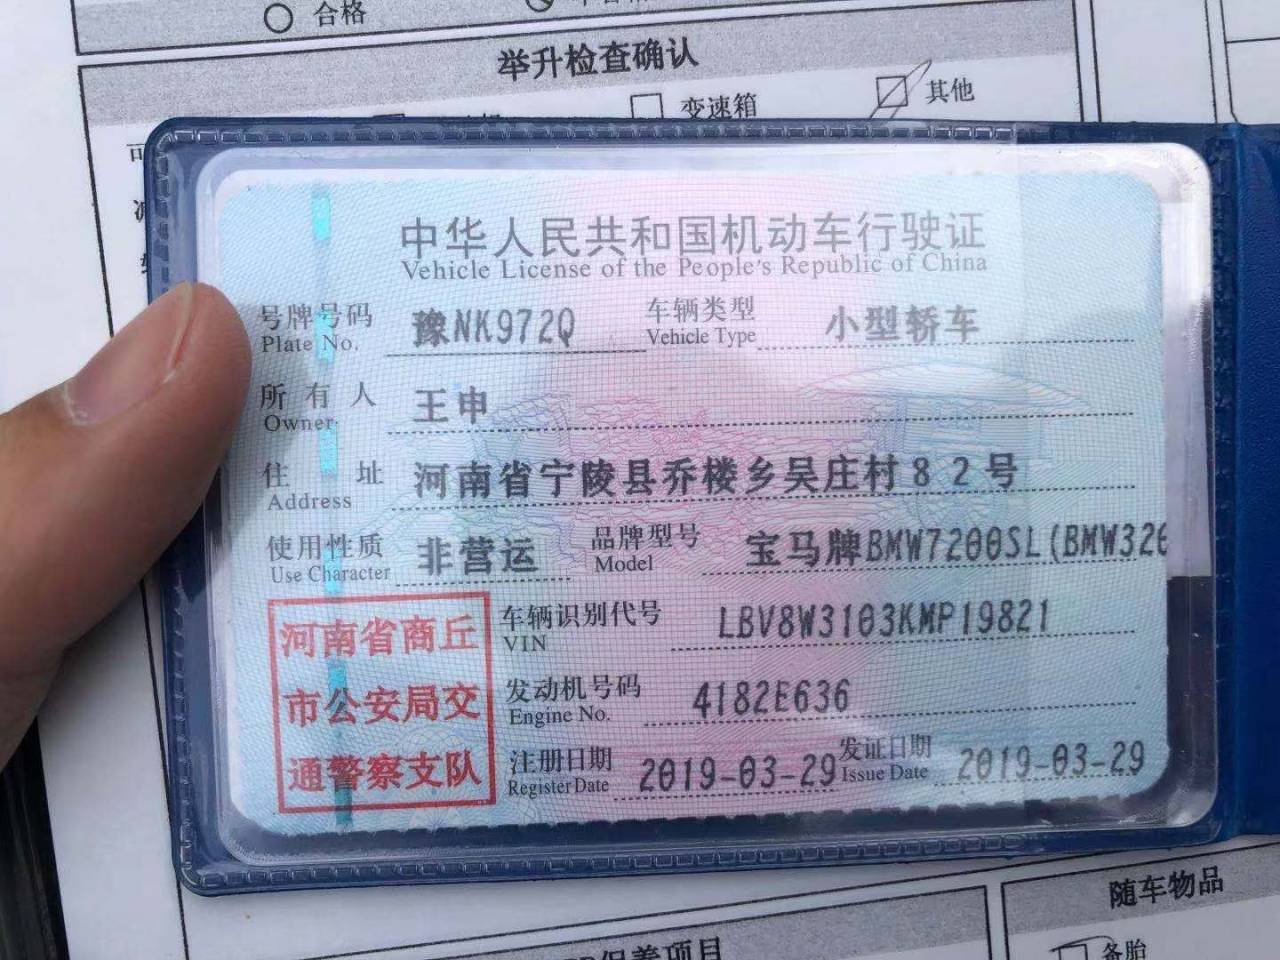 合格
举升检查确认
变速箱
其他
中华人民共和国机动车行驶证
Vehicle License of the People's Republic of China
号牌号码 豫NK972Q 车辆类型 小型轿车
Plate No. Vehicle Type
所有人 王申
Owner
住址 河南省宁陵县乔楼乡吴庄村82号
Address
使用性质 非营运 品牌型号 宝马牌BMW7200SL(BMW320
Use Character Model
河南省商丘
市公安局交
通警察支队
车辆识别代号 LBV8W3103KMP19821
VIN
发动机号码 4182E636
Engine No.
注册日期 2019-03-29 发证日期 2019-03-29
Register Date Issue Date
随车物品
保养项目
备胎